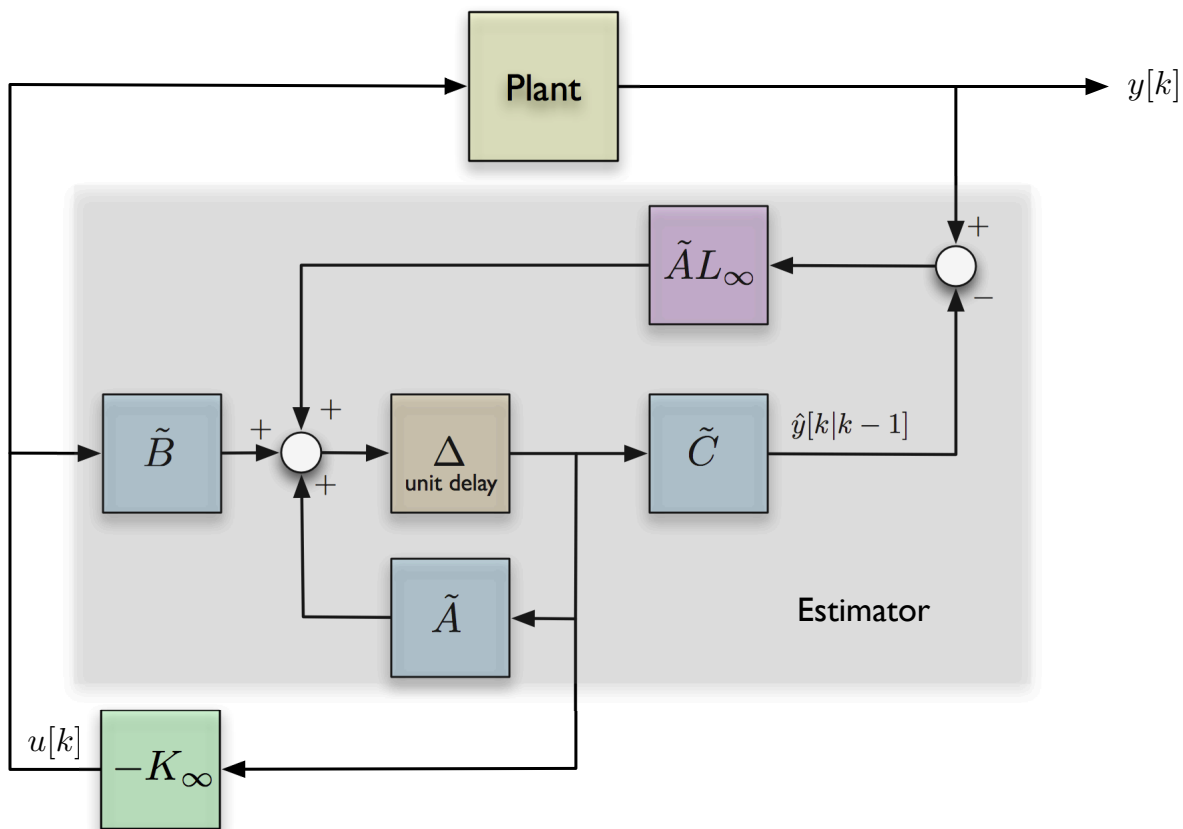 Plant
y[k]
+
ÃL∞
−
+
+
B̃
Δ
unit delay
C̃
ŷ[k|k − 1]
+
Ã
Estimator
u[k]
−K∞